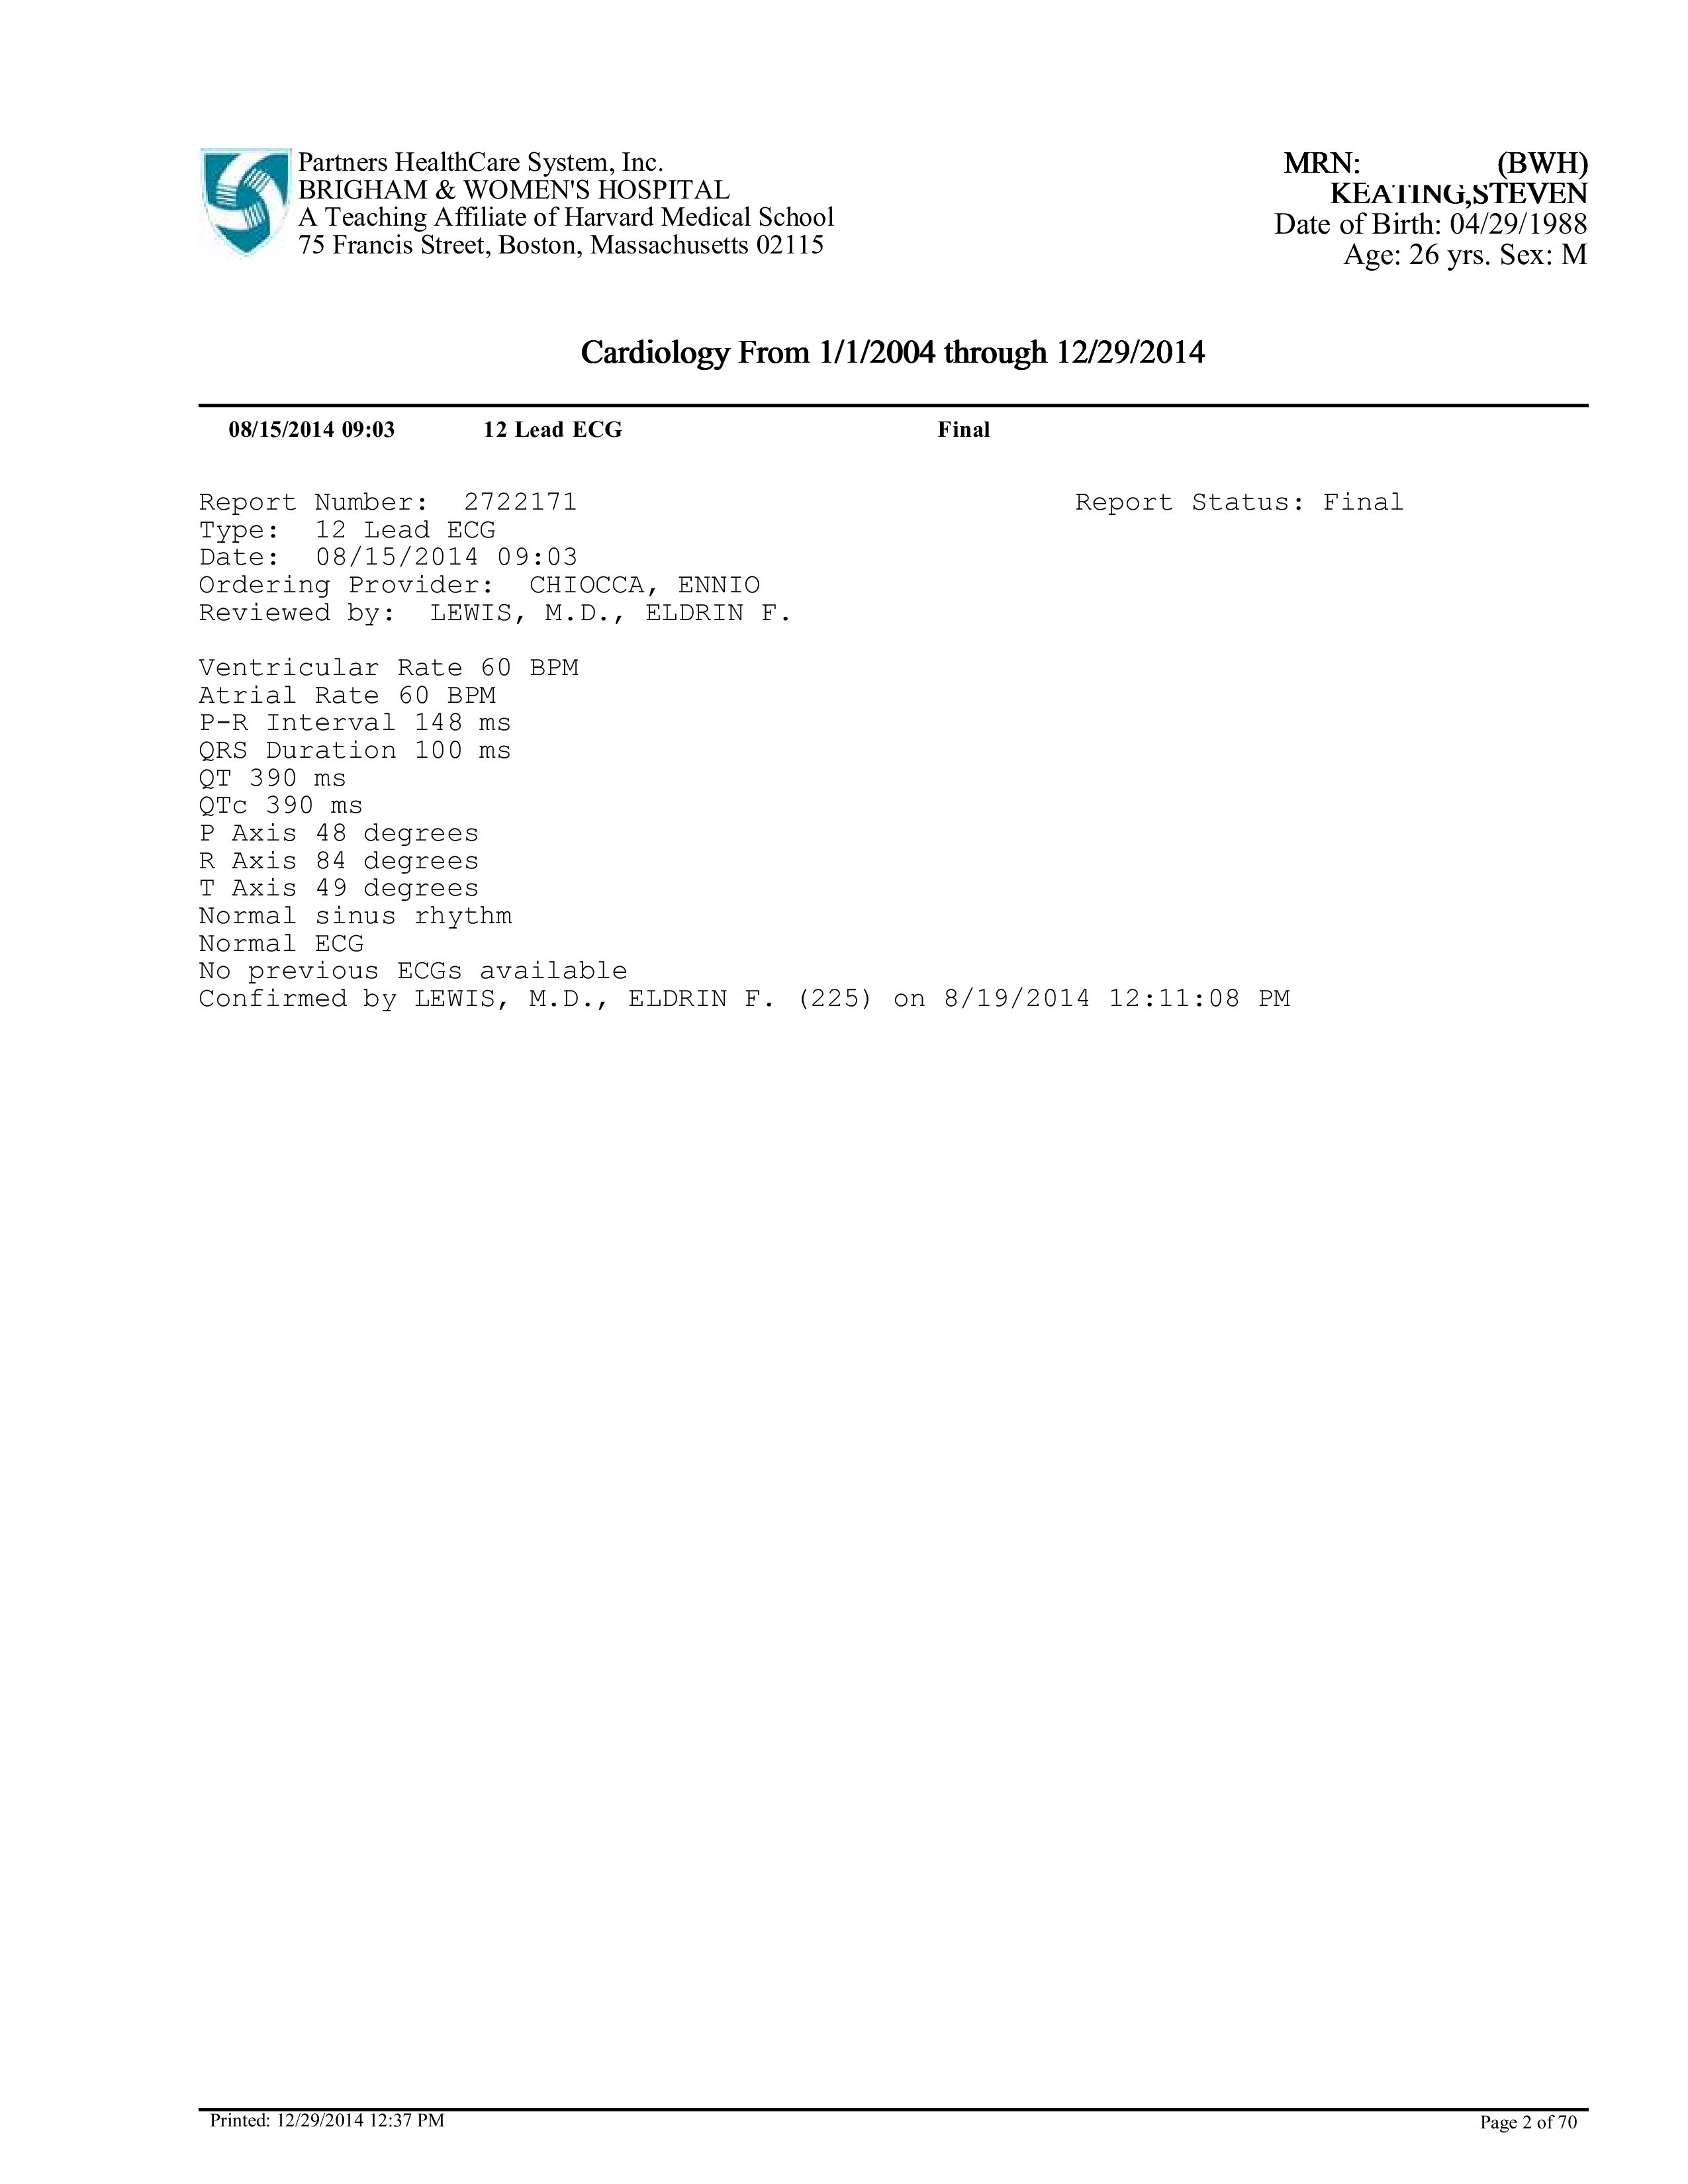 Partners HealthCare System, Inc.
BRIGHAM & WOMEN'S HOSPITAL
A Teaching Affiliate of Harvard Medical School
75 Francis Street, Boston, Massachusetts 02115
MRN: (BWH)
KEATING,STEVEN
Date of Birth: 04/29/1988
Age: 26 yrs. Sex: M
Cardiology From 1/1/2004 through 12/29/2014
08/15/2014 09:03 12 Lead ECG Final
Report Number: 2722171 Report Status: Final
Type: 12 Lead ECG
Date: 08/15/2014 09:03
Ordering Provider: CHIOCCA, ENNIO
Reviewed by: LEWIS, M.D., ELDRIN F.
Ventricular Rate 60 BPM
Atrial Rate 60 BPM
P-R Interval 148 ms
QRS Duration 100 ms
QT 390 ms
QTc 390 ms
P Axis 48 degrees
R Axis 84 degrees
T Axis 49 degrees
Normal sinus rhythm
Normal ECG
No previous ECGs available
Confirmed by LEWIS, M.D., ELDRIN F. (225) on 8/19/2014 12:11:08 PM
Printed: 12/29/2014 12:37 PM
Page 2 of 70